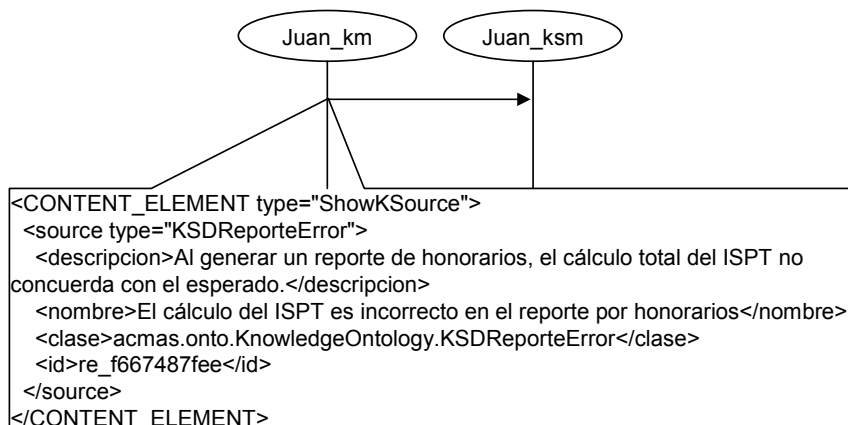 Juan_km
Juan_ksm
<CONTENT_ELEMENT type="ShowKSource">
<source type="KSDReporteError">
<descripcion>Al generar un reporte de honorarios, el cálculo total del ISPT no
concuerda con el esperado.</descripcion>
<nombre>El cálculo del ISPT es incorrecto en el reporte por honorarios</nombre>
<clase>acmas.onto.KnowledgeOntology.KSDReporteError</clase>
<id>re_f667487fee</id>
</source>
</CONTENT_ELEMENT>